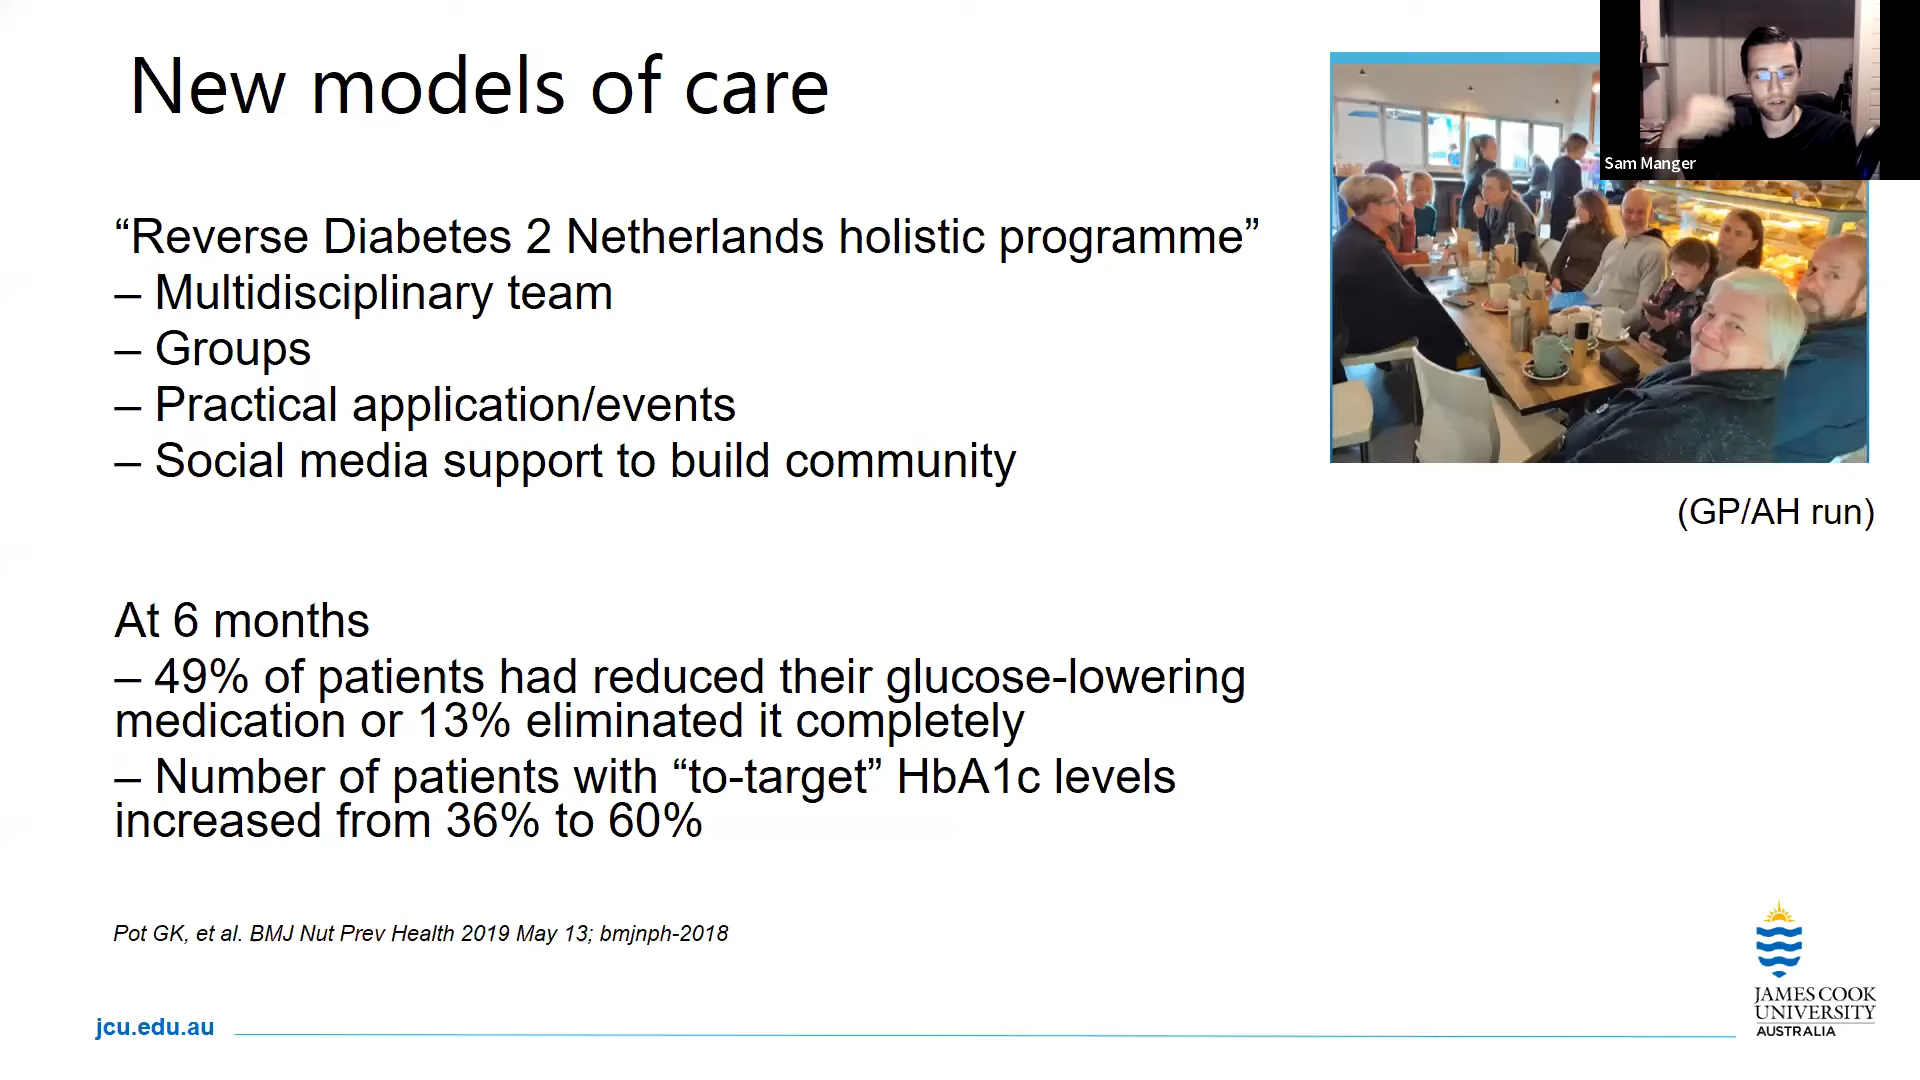 New models of care
Sam Manger
“Reverse Diabetes 2 Netherlands holistic programme”
– Multidisciplinary team
– Groups
– Practical application/events
– Social media support to build community
(GP/AH run)
At 6 months
– 49% of patients had reduced their glucose-lowering
medication or 13% eliminated it completely
– Number of patients with “to-target” HbA1c levels
increased from 36% to 60%
Pot GK, et al. BMJ Nut Prev Health 2019 May 13; bmjnph-2018
jcu.edu.au
JAMES COOK
UNIVERSITY
AUSTRALIA